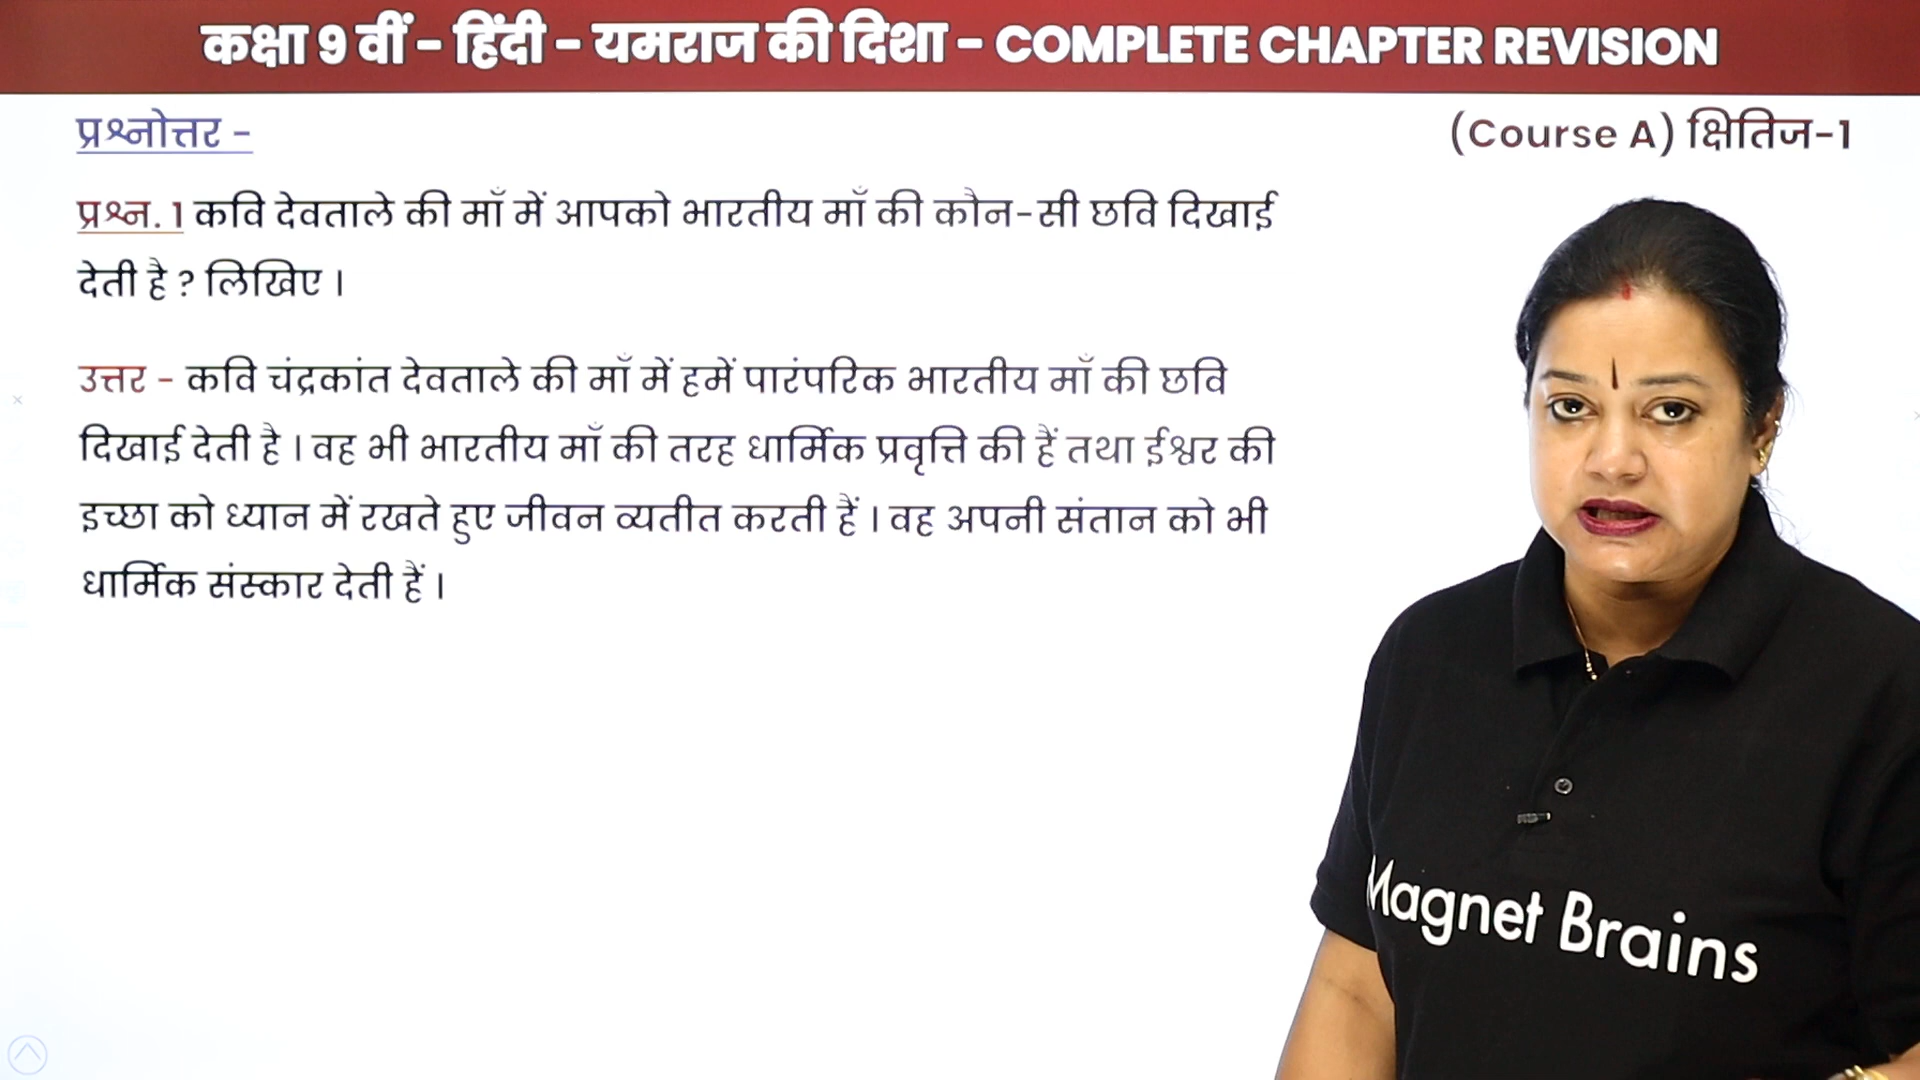 कक्षा 9 वीं - हिंदी - यमराज की दिशा - COMPLETE CHAPTER REVISION
प्रश्नोत्तर -
(Course A) क्षितिज-1
प्रश्न. 1 कवि देवताले की माँ में आपको भारतीय माँ की कौन-सी छवि दिखाई
देती है ? लिखिए ।
उत्तर - कवि चंद्रकांत देवताले की माँ में हमें पारंपरिक भारतीय माँ की छवि
दिखाई देती है । वह भी भारतीय माँ की तरह धार्मिक प्रवृत्ति की हैं तथा ईश्वर की
इच्छा को ध्यान में रखते हुए जीवन व्यतीत करती हैं । वह अपनी संतान को भी
धार्मिक संस्कार देती हैं ।
Magnet Brains